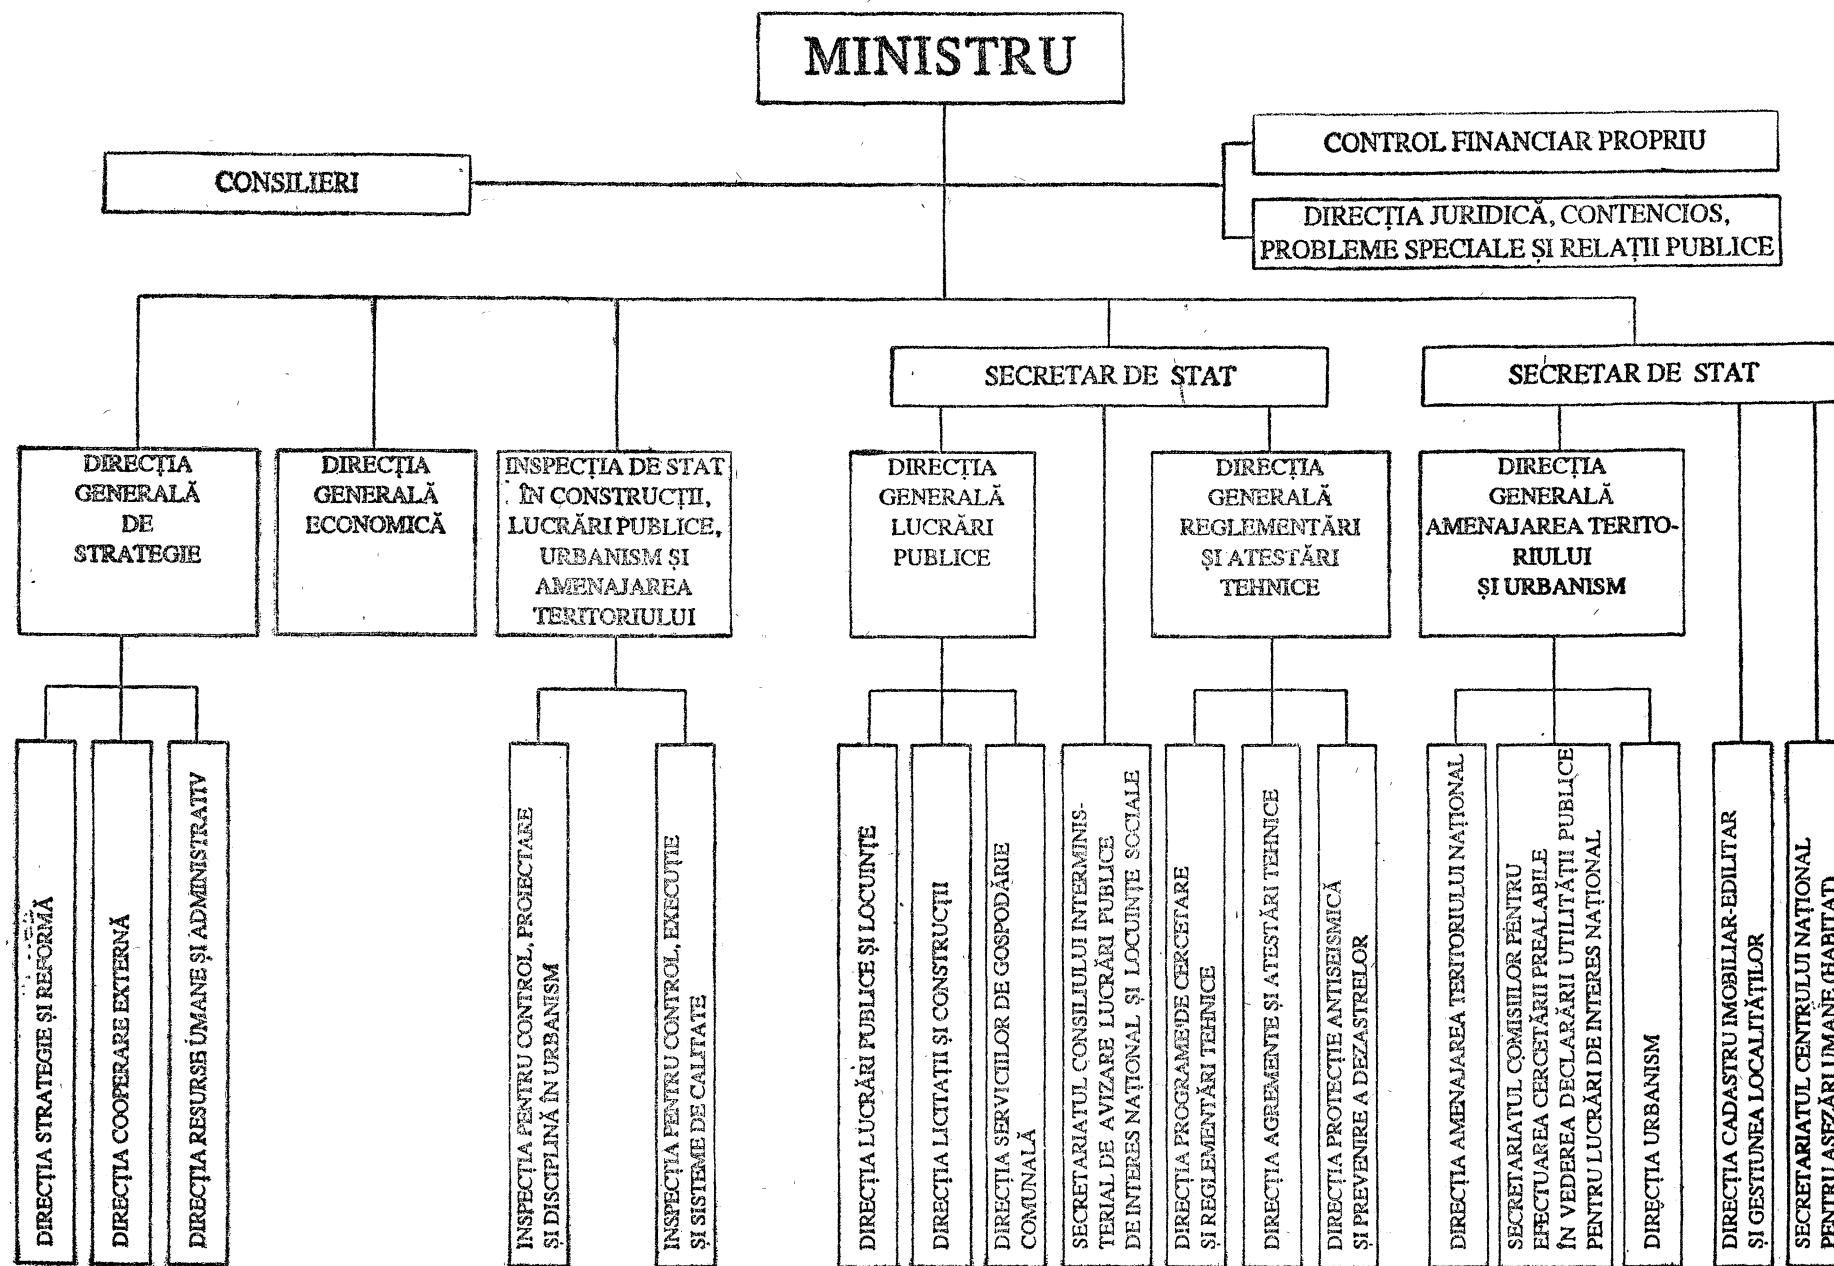 MINISTRU
CONSILIERI
CONTROL FINANCIAR PROPRIU
DIRECȚIA JURIDICĂ, CONTENCIOS,
PROBLEME SPECIALE ȘI RELAȚII PUBLICE
SECRETAR DE STAT
SECRETAR DE STAT
DIRECȚIA
GENERALĂ
DE
STRATEGIE
DIRECȚIA
GENERALĂ
ECONOMICĂ
INSPECȚIA DE STAT
ÎN CONSTRUCȚII,
LUCRĂRI PUBLICE,
URBANISM ȘI
AMENAJAREA
TERITORIULUI
DIRECȚIA
GENERALĂ
LUCRĂRI
PUBLICE
DIRECȚIA
GENERALĂ
REGLEMENTĂRI
ȘI ATESTĂRI
TEHNICE
DIRECȚIA
GENERALĂ
AMENAJAREA TERITO-
RIULUI
ȘI URBANISM
DIRECȚIA STRATEGIE ȘI REFORMĂ
DIRECȚIA COOPERARE EXTERNĂ
DIRECȚIA RESURSE UMANE ȘI ADMINISTRATIV
INSPECȚIA PENTRU CONTROL, PROIECTARE
ȘI DISCIPLINĂ ÎN URBANISM
INSPECȚIA PENTRU CONTROL, EXECUȚIE
ȘI SISTEME DE CALITATE
DIRECȚIA LUCRĂRI PUBLICE ȘI LOCUINȚE
DIRECȚIA LICITAȚII ȘI CONSTRUCȚII
DIRECȚIA SERVICIILOR DE GOSPODĂRIE
COMUNALĂ
SECRETARIATUL CONSILIULUI INTERMINIS-
TERIAL DE AVIZARE LUCRĂRI PUBLICE
DE INTERES NAȚIONAL ȘI LOCUINȚE SOCIALE
DIRECȚIA PROGRAME DE CERCETARE
ȘI REGLEMENTĂRI TEHNICE
DIRECȚIA AGREMENTE ȘI ATESTĂRI TEHNICE
DIRECȚIA PROTECȚIE ANTISEISMICĂ
ȘI PREVENIRE A DEZASTRELOR
DIRECȚIA AMENAJAREA TERITORIULUI NAȚIONAL
SECRETARIATUL COMISIILOR PENTRU
EFECTUAREA CERCETĂRII PREALABILE
ÎN VEDEREA DECLARĂRII UTILITĂȚII PUBLICE
PENTRU LUCRĂRI DE INTERES NAȚIONAL
DIRECȚIA URBANISM
DIRECȚIA CADASTRU IMOBILIAR-EDILITAR
ȘI GESTIUNEA LOCALITĂȚILOR
SECRETARIATUL CENTRULUI NAȚIONAL
PENTRU AȘEZĂRI UMANE (HABITAT)